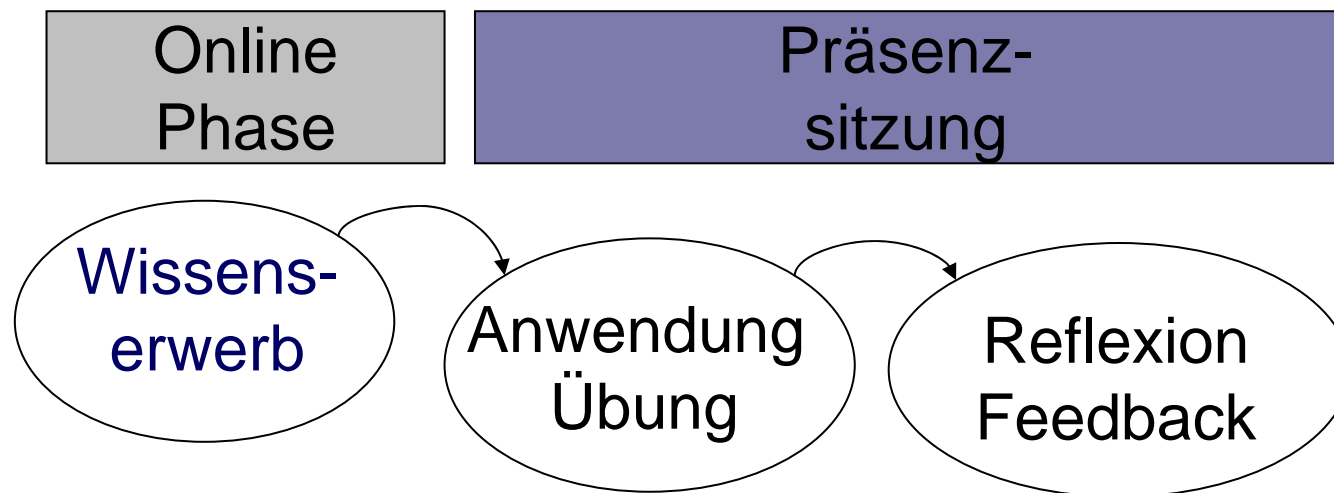 Online
Phase
Präsenz-
sitzung
Wissens-
erwerb
Anwendung
Übung
Reflexion
Feedback